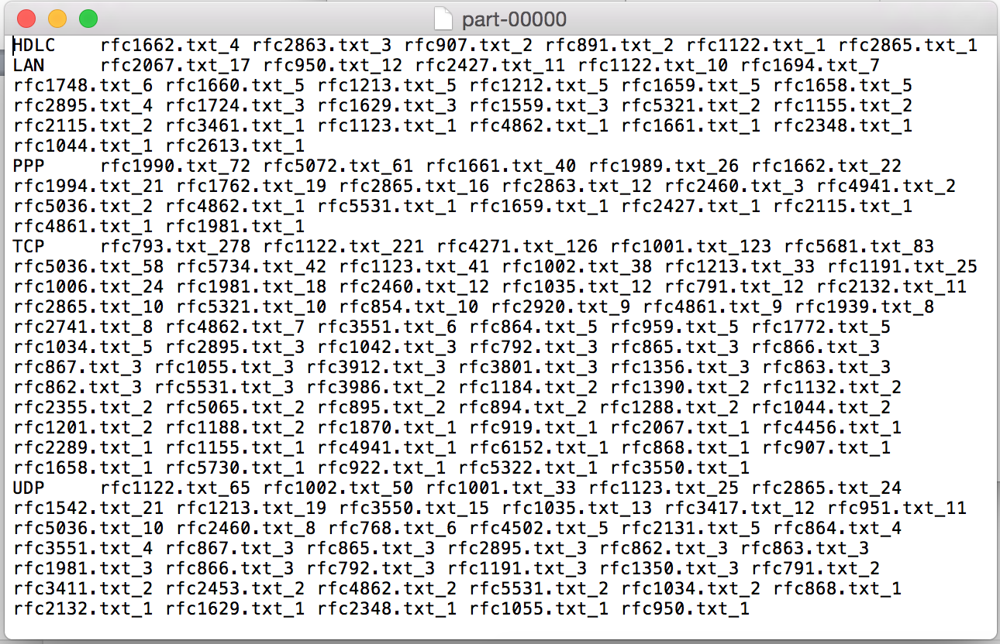 part-00000
HDLC rfc1662.txt_4 rfc2863.txt_3 rfc907.txt_2 rfc891.txt_2 rfc1122.txt_1 rfc2865.txt_1
LAN rfc2067.txt_17 rfc950.txt_12 rfc2427.txt_11 rfc1122.txt_10 rfc1694.txt_7
rfc1748.txt_6 rfc1660.txt_5 rfc1213.txt_5 rfc1212.txt_5 rfc1659.txt_5 rfc1658.txt_5
rfc2895.txt_4 rfc1724.txt_3 rfc1629.txt_3 rfc1559.txt_3 rfc5321.txt_2 rfc1155.txt_2
rfc2115.txt_2 rfc3461.txt_1 rfc1123.txt_1 rfc4862.txt_1 rfc1661.txt_1 rfc2348.txt_1
rfc1044.txt_1 rfc2613.txt_1
PPP rfc1990.txt_72 rfc5072.txt_61 rfc1661.txt_40 rfc1989.txt_26 rfc1662.txt_22
rfc1994.txt_21 rfc1762.txt_19 rfc2865.txt_16 rfc2863.txt_12 rfc2460.txt_3 rfc4941.txt_2
rfc5036.txt_2 rfc4862.txt_1 rfc5531.txt_1 rfc1659.txt_1 rfc2427.txt_1 rfc2115.txt_1
rfc4861.txt_1 rfc1981.txt_1
TCP rfc793.txt_278 rfc1122.txt_221 rfc4271.txt_126 rfc1001.txt_123 rfc5681.txt_83
rfc5036.txt_58 rfc5734.txt_42 rfc1123.txt_41 rfc1002.txt_38 rfc1213.txt_33 rfc1191.txt_25
rfc1006.txt_24 rfc1981.txt_18 rfc2460.txt_12 rfc1035.txt_12 rfc791.txt_12 rfc2132.txt_11
rfc2865.txt_10 rfc5321.txt_10 rfc854.txt_10 rfc2920.txt_9 rfc4861.txt_9 rfc1939.txt_8
rfc2741.txt_8 rfc4862.txt_7 rfc3551.txt_6 rfc864.txt_5 rfc959.txt_5 rfc1772.txt_5
rfc1034.txt_5 rfc2895.txt_3 rfc1042.txt_3 rfc792.txt_3 rfc865.txt_3 rfc866.txt_3
rfc867.txt_3 rfc1055.txt_3 rfc3912.txt_3 rfc3801.txt_3 rfc1356.txt_3 rfc863.txt_3
rfc862.txt_3 rfc5531.txt_3 rfc3986.txt_2 rfc1184.txt_2 rfc1390.txt_2 rfc1132.txt_2
rfc2355.txt_2 rfc5065.txt_2 rfc895.txt_2 rfc894.txt_2 rfc1288.txt_2 rfc1044.txt_2
rfc1201.txt_2 rfc1188.txt_2 rfc1870.txt_1 rfc919.txt_1 rfc2067.txt_1 rfc4456.txt_1
rfc2289.txt_1 rfc1155.txt_1 rfc4941.txt_1 rfc6152.txt_1 rfc868.txt_1 rfc907.txt_1
rfc1658.txt_1 rfc5730.txt_1 rfc922.txt_1 rfc5322.txt_1 rfc3550.txt_1
UDP rfc1122.txt_65 rfc1002.txt_50 rfc1001.txt_33 rfc1123.txt_25 rfc2865.txt_24
rfc1542.txt_21 rfc1213.txt_19 rfc3550.txt_15 rfc1035.txt_13 rfc3417.txt_12 rfc951.txt_11
rfc5036.txt_10 rfc2460.txt_8 rfc768.txt_6 rfc4502.txt_5 rfc2131.txt_5 rfc864.txt_4
rfc3551.txt_4 rfc867.txt_3 rfc865.txt_3 rfc2895.txt_3 rfc862.txt_3 rfc863.txt_3
rfc1981.txt_3 rfc866.txt_3 rfc792.txt_3 rfc1191.txt_3 rfc1350.txt_3 rfc791.txt_2
rfc3411.txt_2 rfc2453.txt_2 rfc4862.txt_2 rfc5531.txt_2 rfc1034.txt_2 rfc868.txt_1
rfc2132.txt_1 rfc1629.txt_1 rfc2348.txt_1 rfc1055.txt_1 rfc950.txt_1